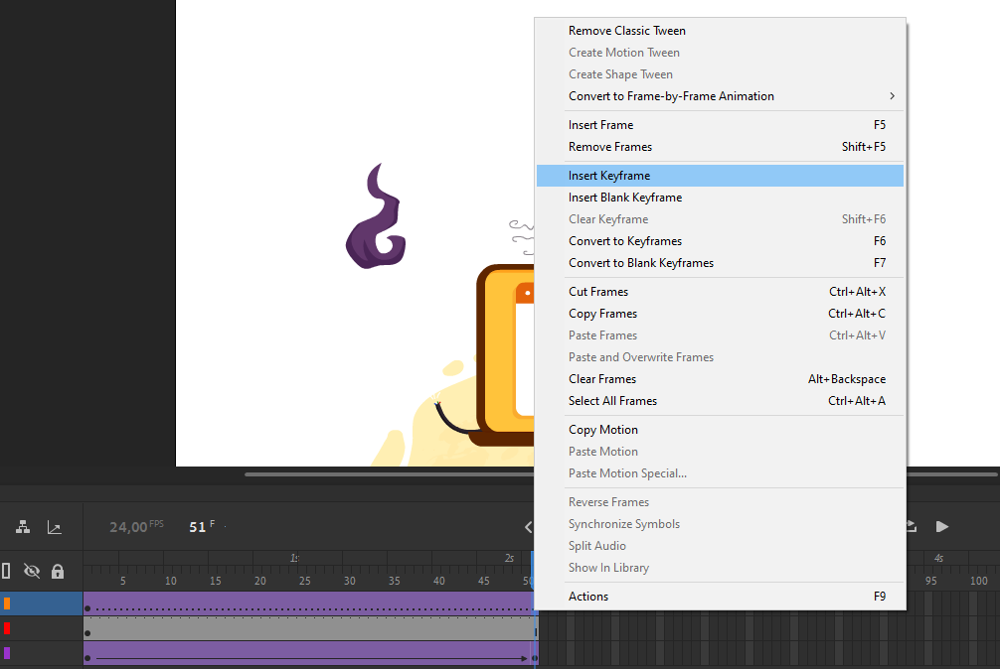 Remove Classic Tween
Create Motion Tween
Create Shape Tween
Convert to Frame-by-Frame Animation
Insert Frame F5
Remove Frames Shift+F5
Insert Keyframe
Insert Blank Keyframe
Clear Keyframe Shift+F6
Convert to Keyframes F6
Convert to Blank Keyframes F7
Cut Frames Ctrl+Alt+X
Copy Frames Ctrl+Alt+C
Paste Frames Ctrl+Alt+V
Paste and Overwrite Frames
Clear Frames Alt+Backspace
Select All Frames Ctrl+Alt+A
Copy Motion
Paste Motion
Paste Motion Special...
Reverse Frames
Synchronize Symbols
Split Audio
Show In Library
Actions F9
24,00 FPS 51 F
1s 2s 4s
5 10 15 20 25 30 35 40 45 95 100